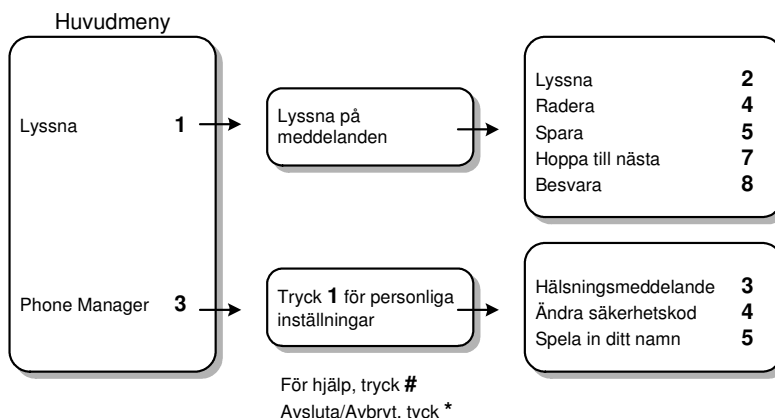 Huvudmeny
Lyssna 1
Lyssna på
meddelanden
Lyssna 2
Radera 4
Spara 5
Hoppa till nästa 7
Besvara 8
Phone Manager 3
Tryck 1 för personliga
inställningar
Hälsningsmeddelande 3
Ändra säkerhetskod 4
Spela in ditt namn 5
För hjälp, tryck #
Avsluta/Avbryt, tyck *